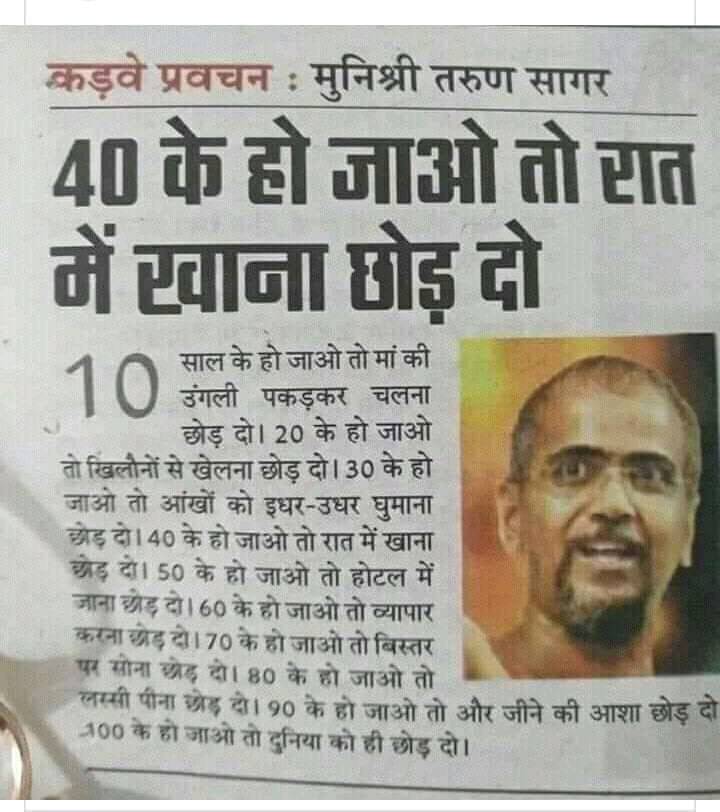 कड़वे प्रवचन : मुनिश्री तरुण सागर
40 के हो जाओ तो रात
में खाना छोड़ दो
10 साल के हो जाओ तो मां की
उंगली पकड़कर चलना
छोड़ दो। 20 के हो जाओ
तो खिलौनों से खेलना छोड़ दो। 30 के हो
जाओ तो आंखों को इधर-उधर घुमाना
छोड़ दो। 40 के हो जाओ तो रात में खाना
छोड़ दो। 50 के हो जाओ तो होटल में
जाना छोड़ दो। 60 के हो जाओ तो व्यापार
करना छोड़ दो। 70 के हो जाओ तो बिस्तर
पर सोना छोड़ दो। 80 के हो जाओ तो
लस्सी पीना छोड़ दो। 90 के हो जाओ तो और जीने की आशा छोड़ दो
100 के हो जाओ तो दुनिया को ही छोड़ दो।